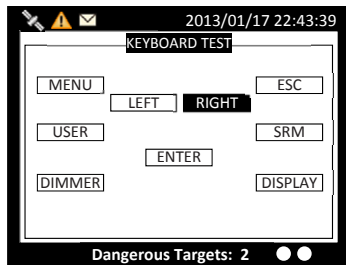 2013/01/17 22:43:39
KEYBOARD TEST
MENU ESC
LEFT RIGHT
USER SRM
ENTER
DIMMER DISPLAY
Dangerous Targets: 2